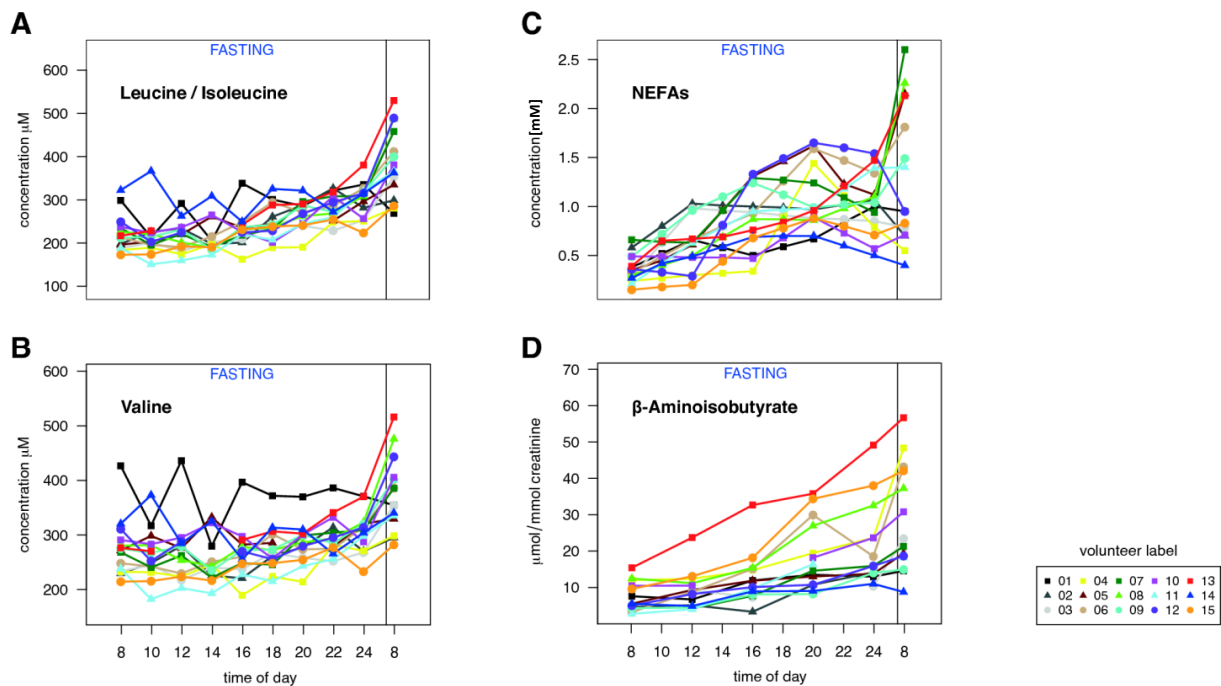 A
FASTING
Leucine / Isoleucine
concentration µM
600
500
400
300
200
100
B
FASTING
Valine
concentration µM
600
500
400
300
200
8 10 12 14 16 18 20 22 24 8
time of day
C
FASTING
NEFAs
concentration[mM]
2.5
2.0
1.5
1.0
0.5
D
FASTING
β-Aminoisobutyrate
µmol/mmol creatinine
70
60
50
40
30
20
10
8 10 12 14 16 18 20 22 24 8
time of day
volunteer label
01 04 07 10 13
02 05 08 11 14
03 06 09 12 15